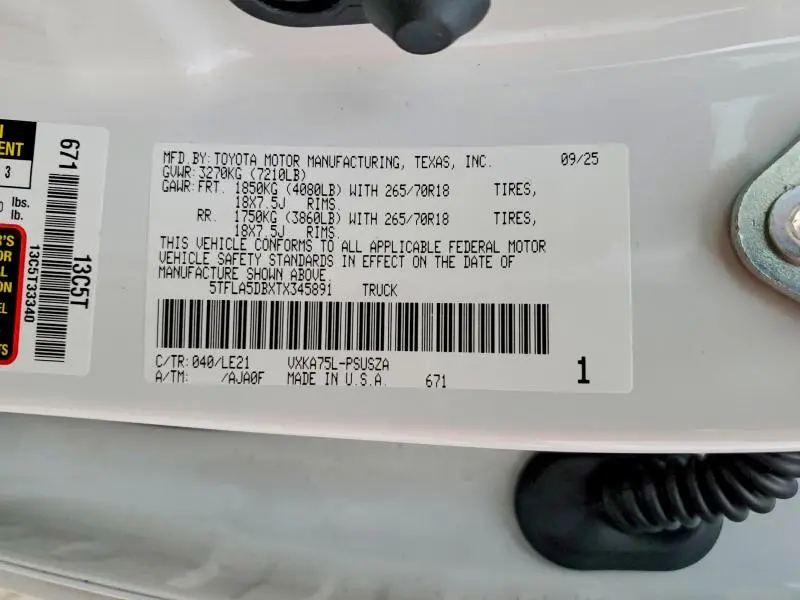 MFD.BY:TOYOTA MOTOR MANUFACTURING, TEXAS, INC. 09/25
GVWR:3270KG (7210LB)
GAWR:FRT. 1850KG (4080LB) WITH 265/70R18 TIRES,
18X7.5J RIMS.
RR. 1750KG (3860LB) WITH 265/70R18 TIRES,
18X7.5J RIMS.
THIS VEHICLE CONFORMS TO ALL APPLICABLE FEDERAL MOTOR
VEHICLE SAFETY STANDARDS IN EFFECT ON THE DATE OF
MANUFACTURE SHOWN ABOVE.
5TFLA5DBXTX345891 TRUCK
C/TR:040/LE21 VXKA75L-PSUSZA
A/TM: /AJA0F MADE IN U.S.A. 671
1
671
13C5T
13C5T33340
3
lbs.
lb.